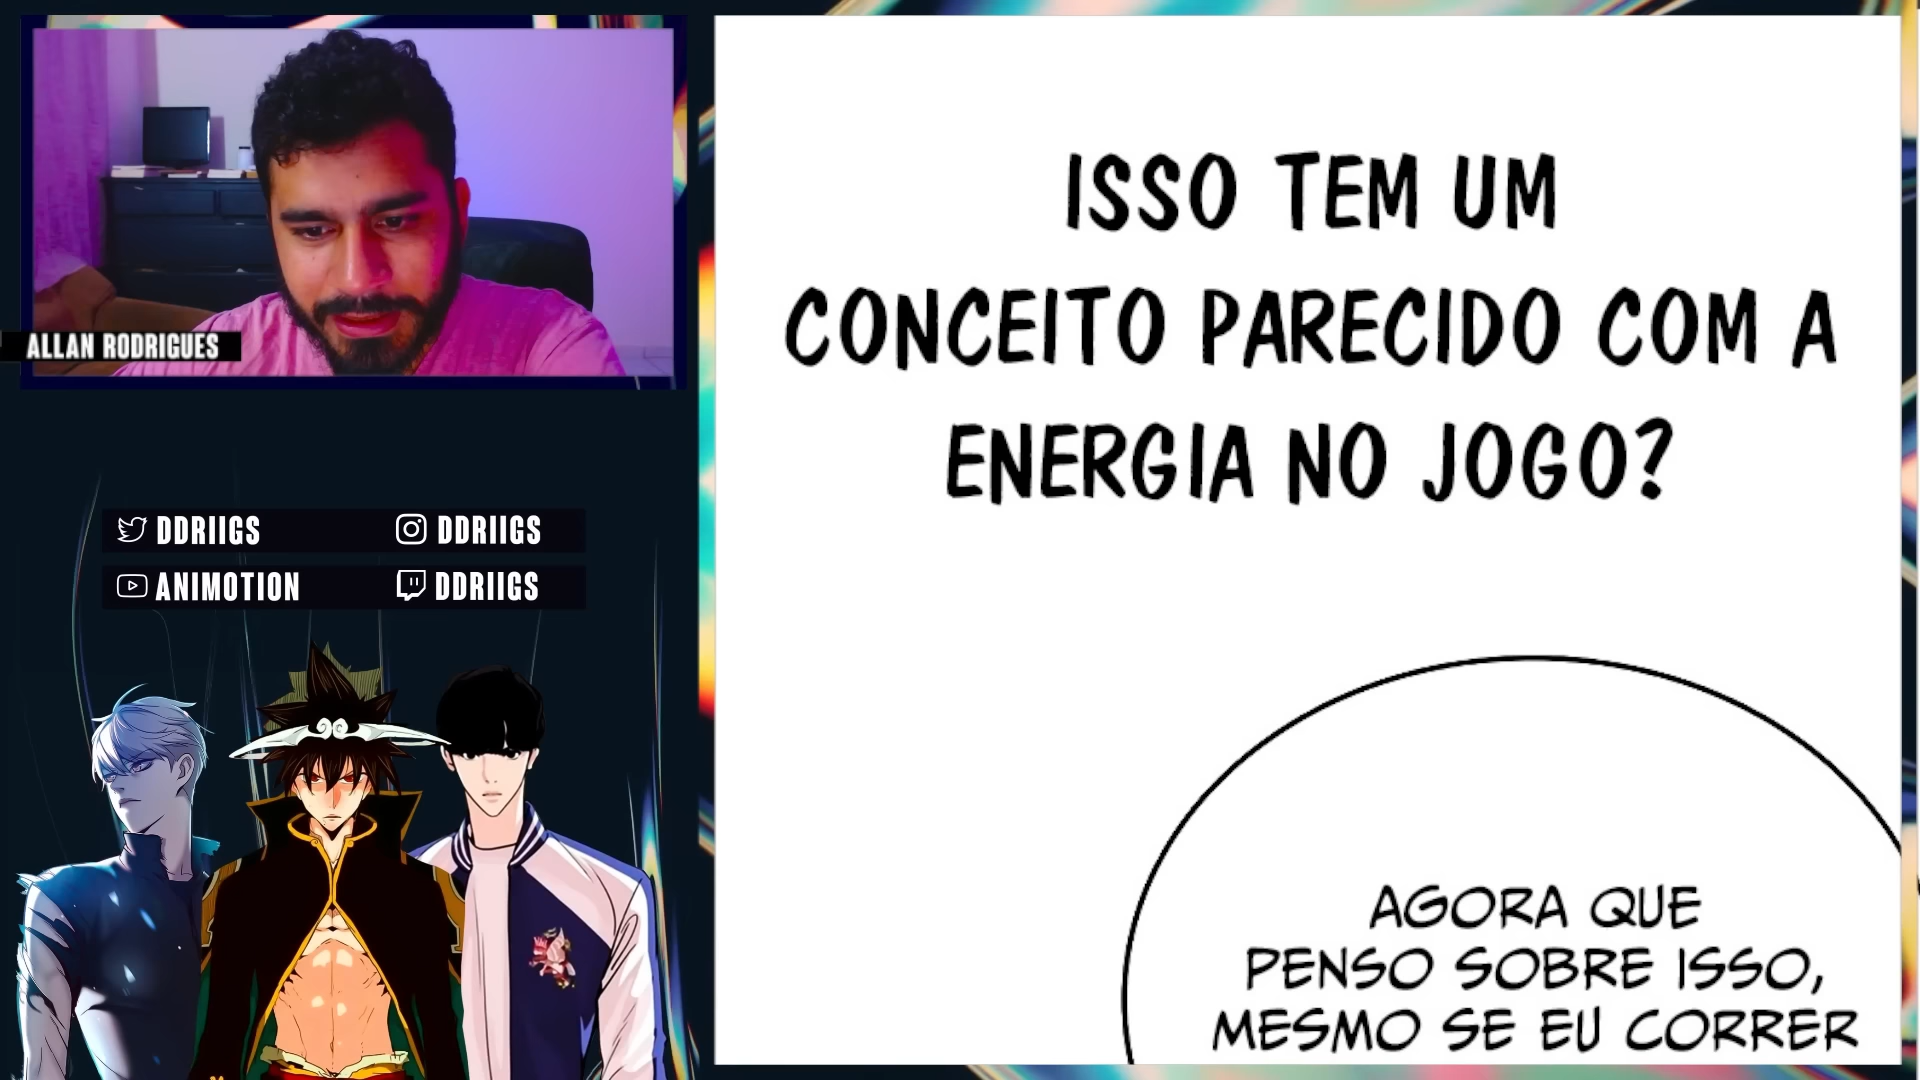 ALLAN RODRIGUES
DDRIIGS
DDRIIGS
ANIMOTION
DDRIIGS
ISSO TEM UM
CONCEITO PARECIDO COM A
ENERGIA NO JOGO?
AGORA QUE
PENSO SOBRE ISSO,
MESMO SE EU CORRER